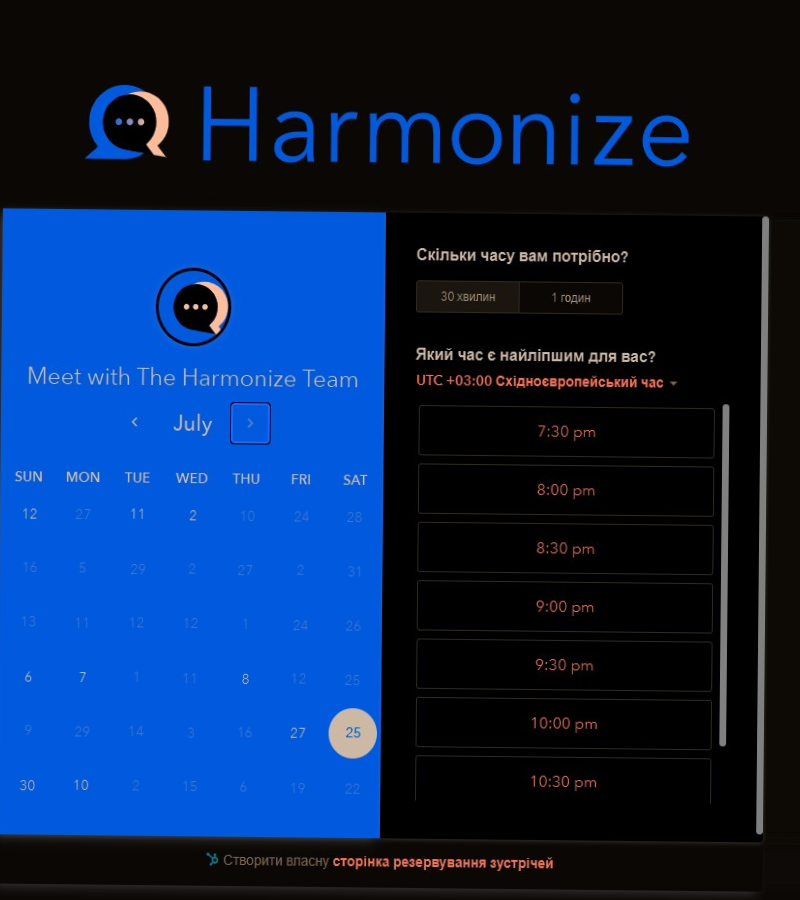 Harmonize
Meet with The Harmonize Team
July
SUN MON TUE WED THU FRI SAT
12 27 11 2 10 24 28
16 5 29 2 27 2 31
13 11 12 12 1 24 26
6 7 1 11 8 12 25
9 29 14 3 16 27 25
30 10 2 15 6 19 22
Скільки часу вам потрібно?
30 хвилин 1 годин
Який час є найліпшим для вас?
UTC +03:00 Східноєвропейський час
7:30 pm
8:00 pm
8:30 pm
9:00 pm
9:30 pm
10:00 pm
10:30 pm
Створити власну сторінка резервування зустрічей